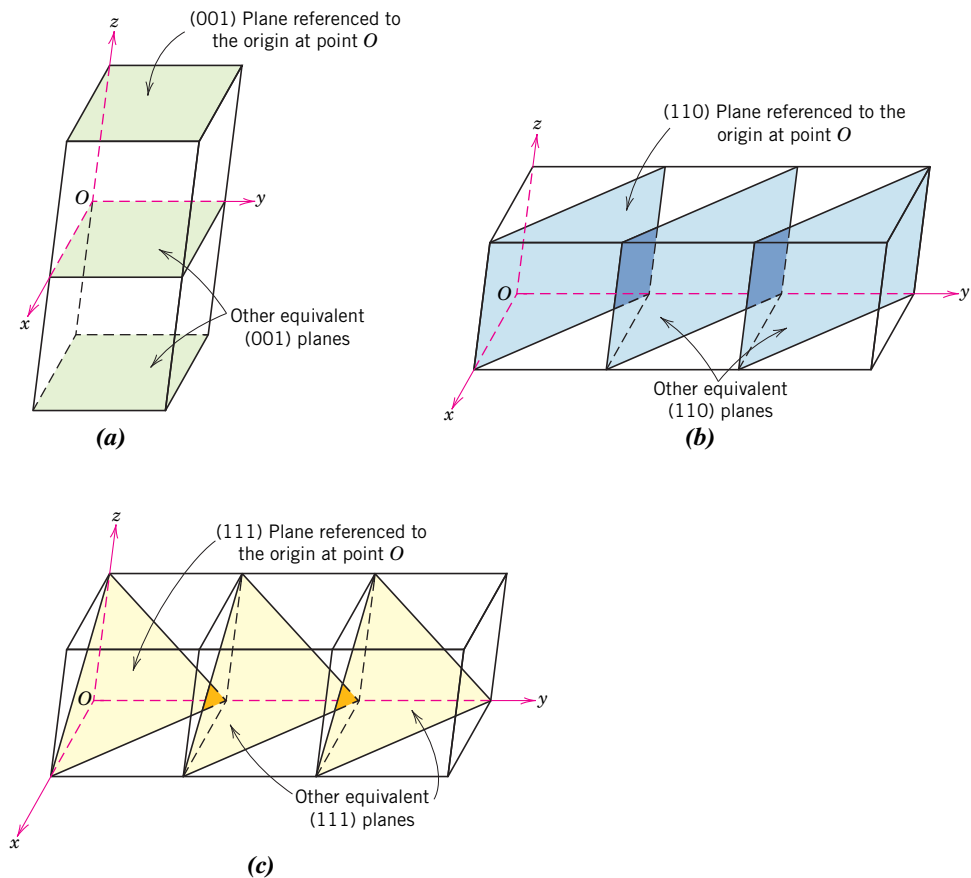 z
(001) Plane referenced to
the origin at point O
O
y
x
Other equivalent
(001) planes
(a)
(110) Plane referenced to the
origin at point O
z
O
y
x
Other equivalent
(110) planes
(b)
z
(111) Plane referenced to
the origin at point O
O
y
x
Other equivalent
(111) planes
(c)